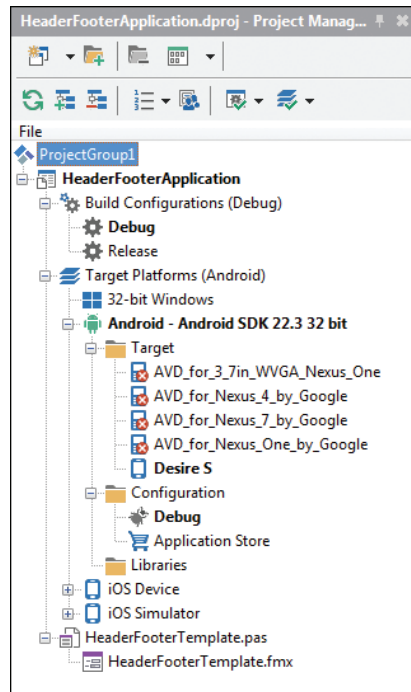 HeaderFooterApplication.dproj - Project Manag...
File
ProjectGroup1
HeaderFooterApplication
Build Configurations (Debug)
Debug
Release
Target Platforms (Android)
32-bit Windows
Android - Android SDK 22.3 32 bit
Target
AVD_for_3_7in_WVGA_Nexus_One
AVD_for_Nexus_4_by_Google
AVD_for_Nexus_7_by_Google
AVD_for_Nexus_One_by_Google
Desire S
Configuration
Debug
Application Store
Libraries
iOS Device
iOS Simulator
HeaderFooterTemplate.pas
HeaderFooterTemplate.fmx